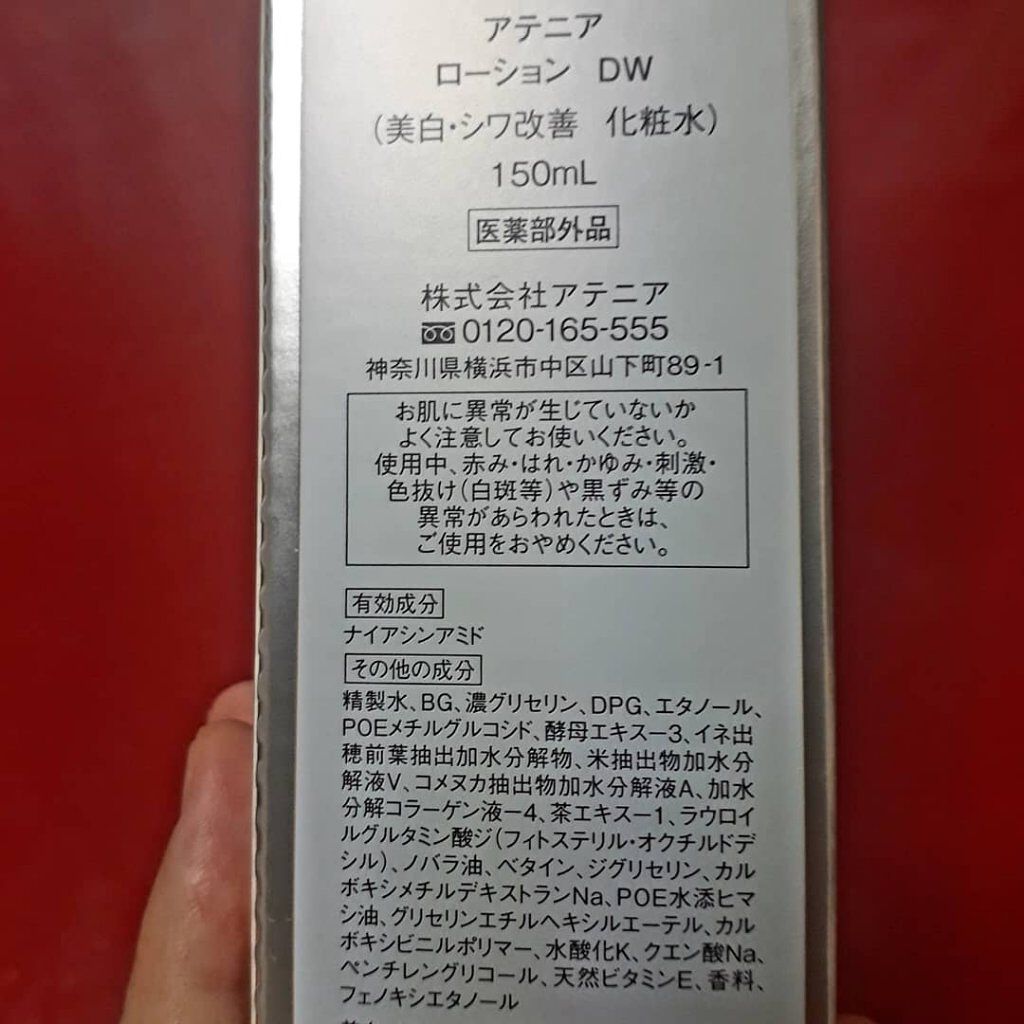 アテニア
ローション DW
（美白・シワ改善 化粧水）
150mL
医薬部外品
株式会社アテニア
0120-165-555
神奈川県横浜市中区山下町89-1
お肌に異常が生じていないか
よく注意してお使いください。
使用中、赤み・はれ・かゆみ・刺激・
色抜け（白斑等）や黒ずみ等の
異常があらわれたときは、
ご使用をおやめください。
有効成分
ナイアシンアミド
その他の成分
精製水、BG、濃グリセリン、DPG、エタノール、
POEメチルグルコシド、酵母エキス－3、イネ出
穂前葉抽出加水分解物、米抽出物加水分
解液V、コメヌカ抽出物加水分解液A、加水
分解コラーゲン液－4、茶エキス－1、ラウロイ
ルグルタミン酸ジ（フィトステリル・オクチルドデ
シル）、ノバラ油、ベタイン、ジグリセリン、カル
ボキシメチルデキストランNa、POE水添ヒマ
シ油、グリセリンエチルヘキシルエーテル、カル
ボキシビニルポリマー、水酸化K、クエン酸Na、
ペンチレングリコール、天然ビタミンE、香料、
フェノキシエタノール